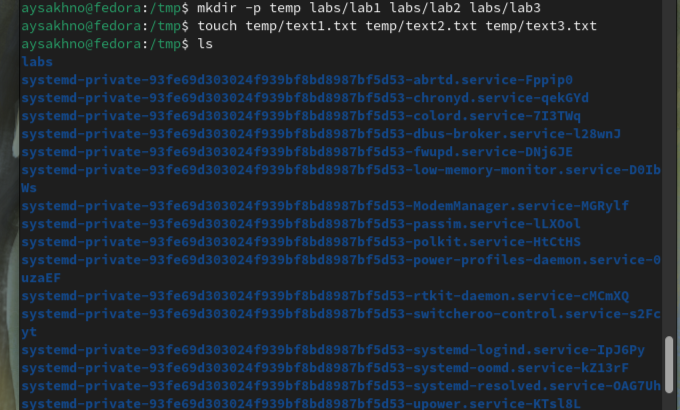 aysakhno@fedora:/tmp$ mkdir -p temp labs/lab1 labs/lab2 labs/lab3
aysakhno@fedora:/tmp$ touch temp/text1.txt temp/text2.txt temp/text3.txt
aysakhno@fedora:/tmp$ ls
labs
systemd-private-93fe69d303024f939bf8bd8987bf5d53-abrtd.service-Fppip0
systemd-private-93fe69d303024f939bf8bd8987bf5d53-chronyd.service-qekGYd
systemd-private-93fe69d303024f939bf8bd8987bf5d53-colord.service-7I3TWq
systemd-private-93fe69d303024f939bf8bd8987bf5d53-dbus-broker.service-l28wnJ
systemd-private-93fe69d303024f939bf8bd8987bf5d53-fwupd.service-DNj6JE
systemd-private-93fe69d303024f939bf8bd8987bf5d53-low-memory-monitor.service-D0Ib
Ws
systemd-private-93fe69d303024f939bf8bd8987bf5d53-ModemManager.service-MGRylf
systemd-private-93fe69d303024f939bf8bd8987bf5d53-passim.service-lLXOol
systemd-private-93fe69d303024f939bf8bd8987bf5d53-polkit.service-HtCtHS
systemd-private-93fe69d303024f939bf8bd8987bf5d53-power-profiles-daemon.service-0
uzaEF
systemd-private-93fe69d303024f939bf8bd8987bf5d53-rtkit-daemon.service-cMCmXQ
systemd-private-93fe69d303024f939bf8bd8987bf5d53-switcheroo-control.service-s2Fc
yt
systemd-private-93fe69d303024f939bf8bd8987bf5d53-systemd-logind.service-IpJ6Py
systemd-private-93fe69d303024f939bf8bd8987bf5d53-systemd-oomd.service-kZ13rF
systemd-private-93fe69d303024f939bf8bd8987bf5d53-systemd-resolved.service-OAG7Uh
systemd-private-93fe69d303024f939bf8bd8987bf5d53-upower.service-KTsl8L